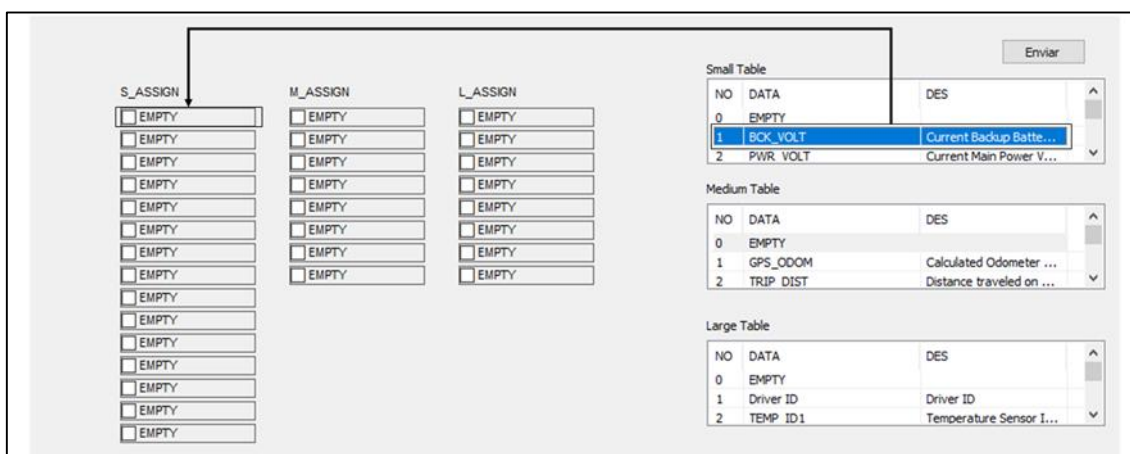 Enviar
S_ASSIGN M_ASSIGN L_ASSIGN
EMPTY EMPTY EMPTY
EMPTY EMPTY EMPTY
EMPTY EMPTY EMPTY
EMPTY EMPTY EMPTY
EMPTY EMPTY EMPTY
EMPTY EMPTY EMPTY
EMPTY EMPTY EMPTY
EMPTY EMPTY EMPTY
EMPTY
EMPTY
EMPTY
EMPTY
EMPTY
EMPTY
EMPTY
Small Table
NO DATA DES
0 EMPTY
1 BCK_VOLT Current Backup Batte...
2 PWR_VOLT Current Main Power V...
Medium Table
NO DATA DES
0 EMPTY
1 GPS_ODOM Calculated Odometer ...
2 TRIP_DIST Distance traveled on ...
Large Table
NO DATA DES
0 EMPTY
1 Driver ID Driver ID
2 TEMP_ID1 Temperature Sensor I...